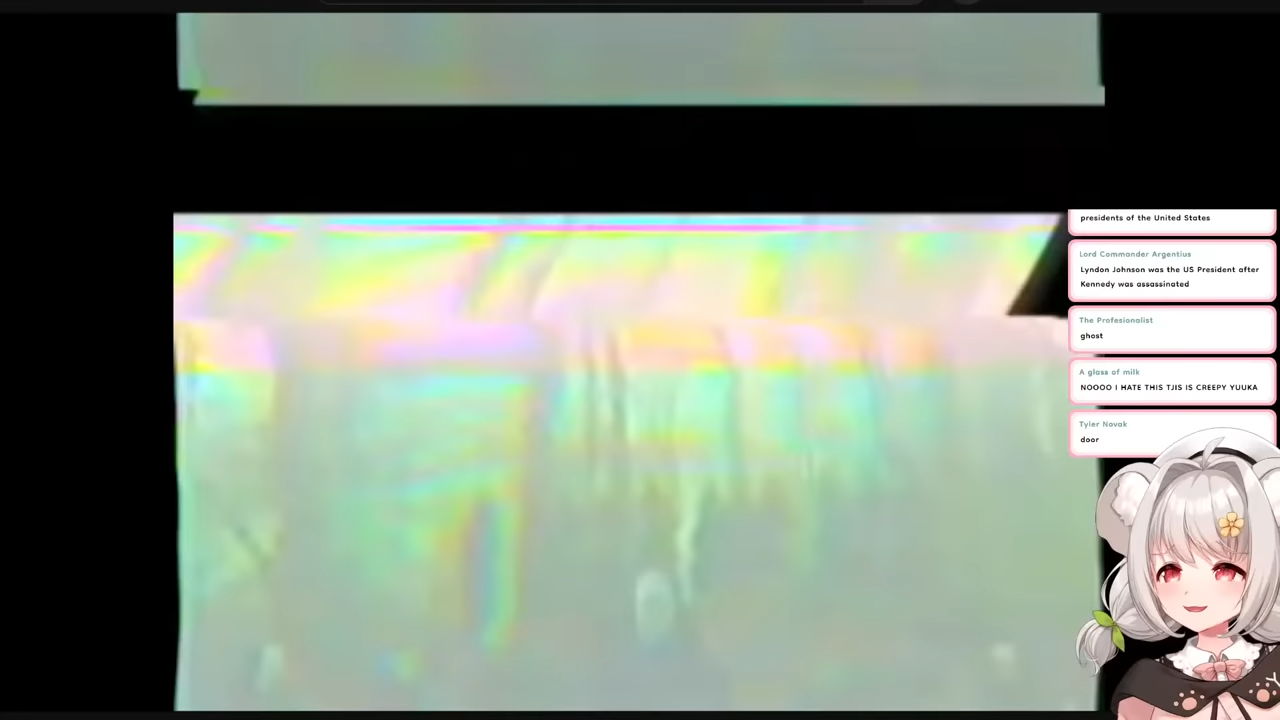 presidents of the United States
Lord Commander Argentius
Lyndon Johnson was the US President after
Kennedy was assassinated
The Profesionalist
ghost
A glass of milk
NOOOO I HATE THIS TJIS IS CREEPY YUUKA
Tyler Novak
door